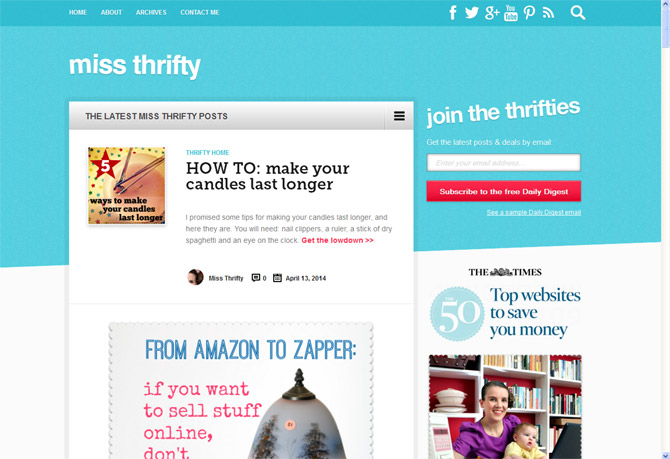 HOME ABOUT ARCHIVES CONTACT ME
You Tube
miss thrifty
THE LATEST MISS THRIFTY POSTS
5
ways to make
your candles
last longer
THRIFTY HOME
HOW TO: make your
candles last longer
I promised some tips for making your candles last longer, and
here they are. You will need: nail clippers, a ruler, a stick of dry
spaghetti and an eye on the clock. Get the lowdown >>
Miss Thrifty 0 April 13, 2014
FROM AMAZON TO ZAPPER:
if you want
to sell stuff
online,
don't
join the thrifties
Get the latest posts & deals by email:
Enter your email address...
Subscribe to the free Daily Digest
See a sample Daily Digest email
THE TIMES
THE 50
Top websites
to save
you money